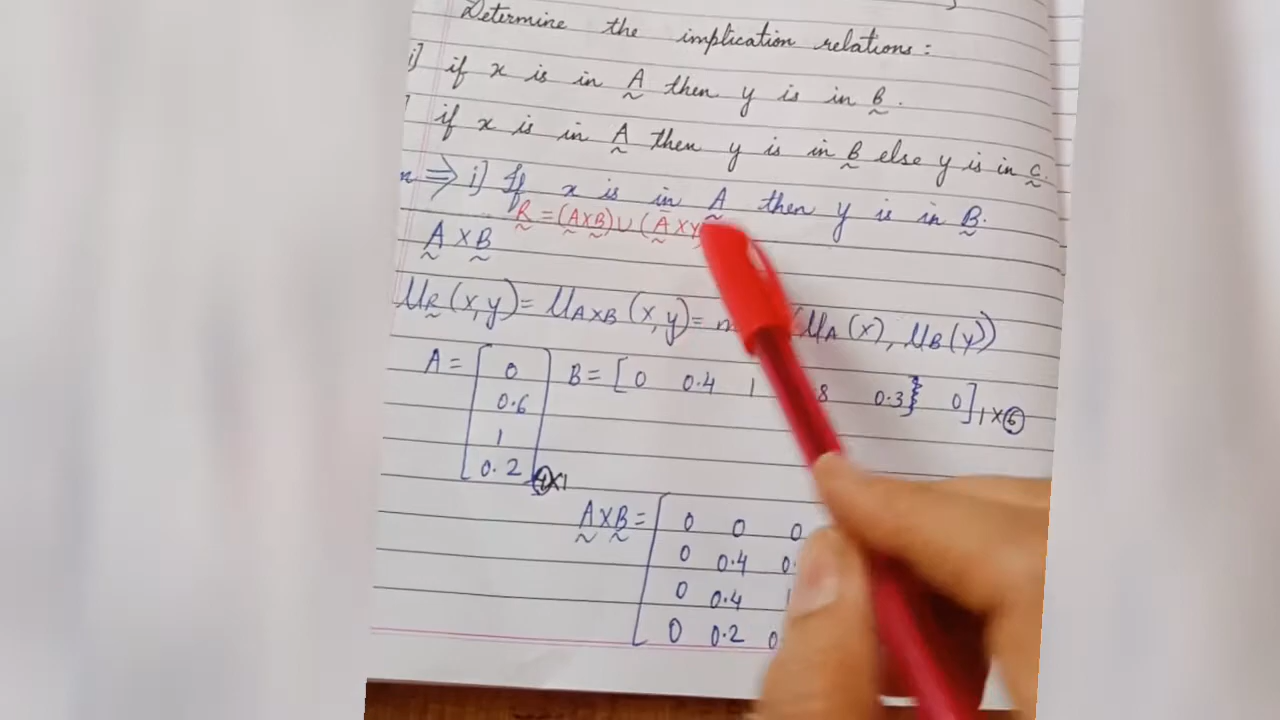 Determine the implication relations:
i] if x is in A then y is in B.
] if x is in A then y is in B else y is in C.
n ⇒ i] If x is in A then y is in B.
R = (A×B) ∪ (A̅×Y
A × B
μR(x,y) = μA×B(x,y) = m (μA(x), μB(y))
A = [0 B = [0 0.4 1 8 0.3 0]1×6
0.6
1
0.2]4×1
A×B = [0 0 0
0 0.4 0.
0 0.4 1
0 0.2 0